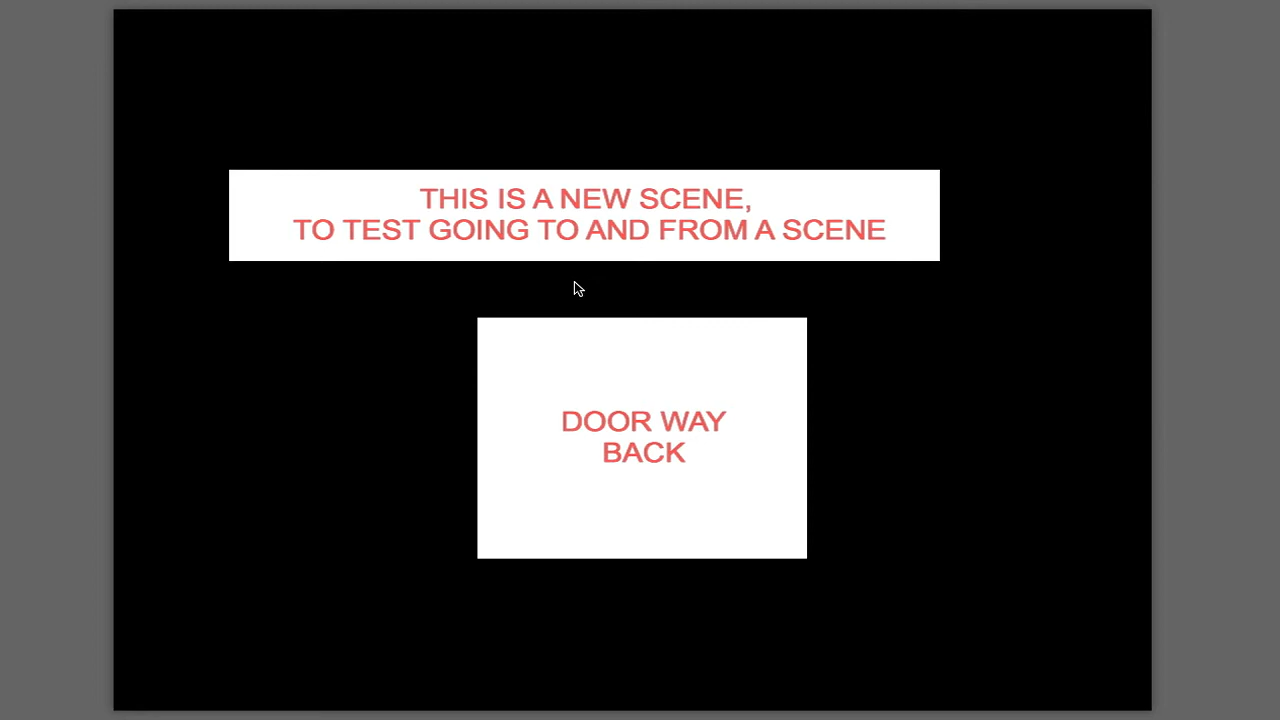 THIS IS A NEW SCENE,
TO TEST GOING TO AND FROM A SCENE
DOOR WAY
BACK